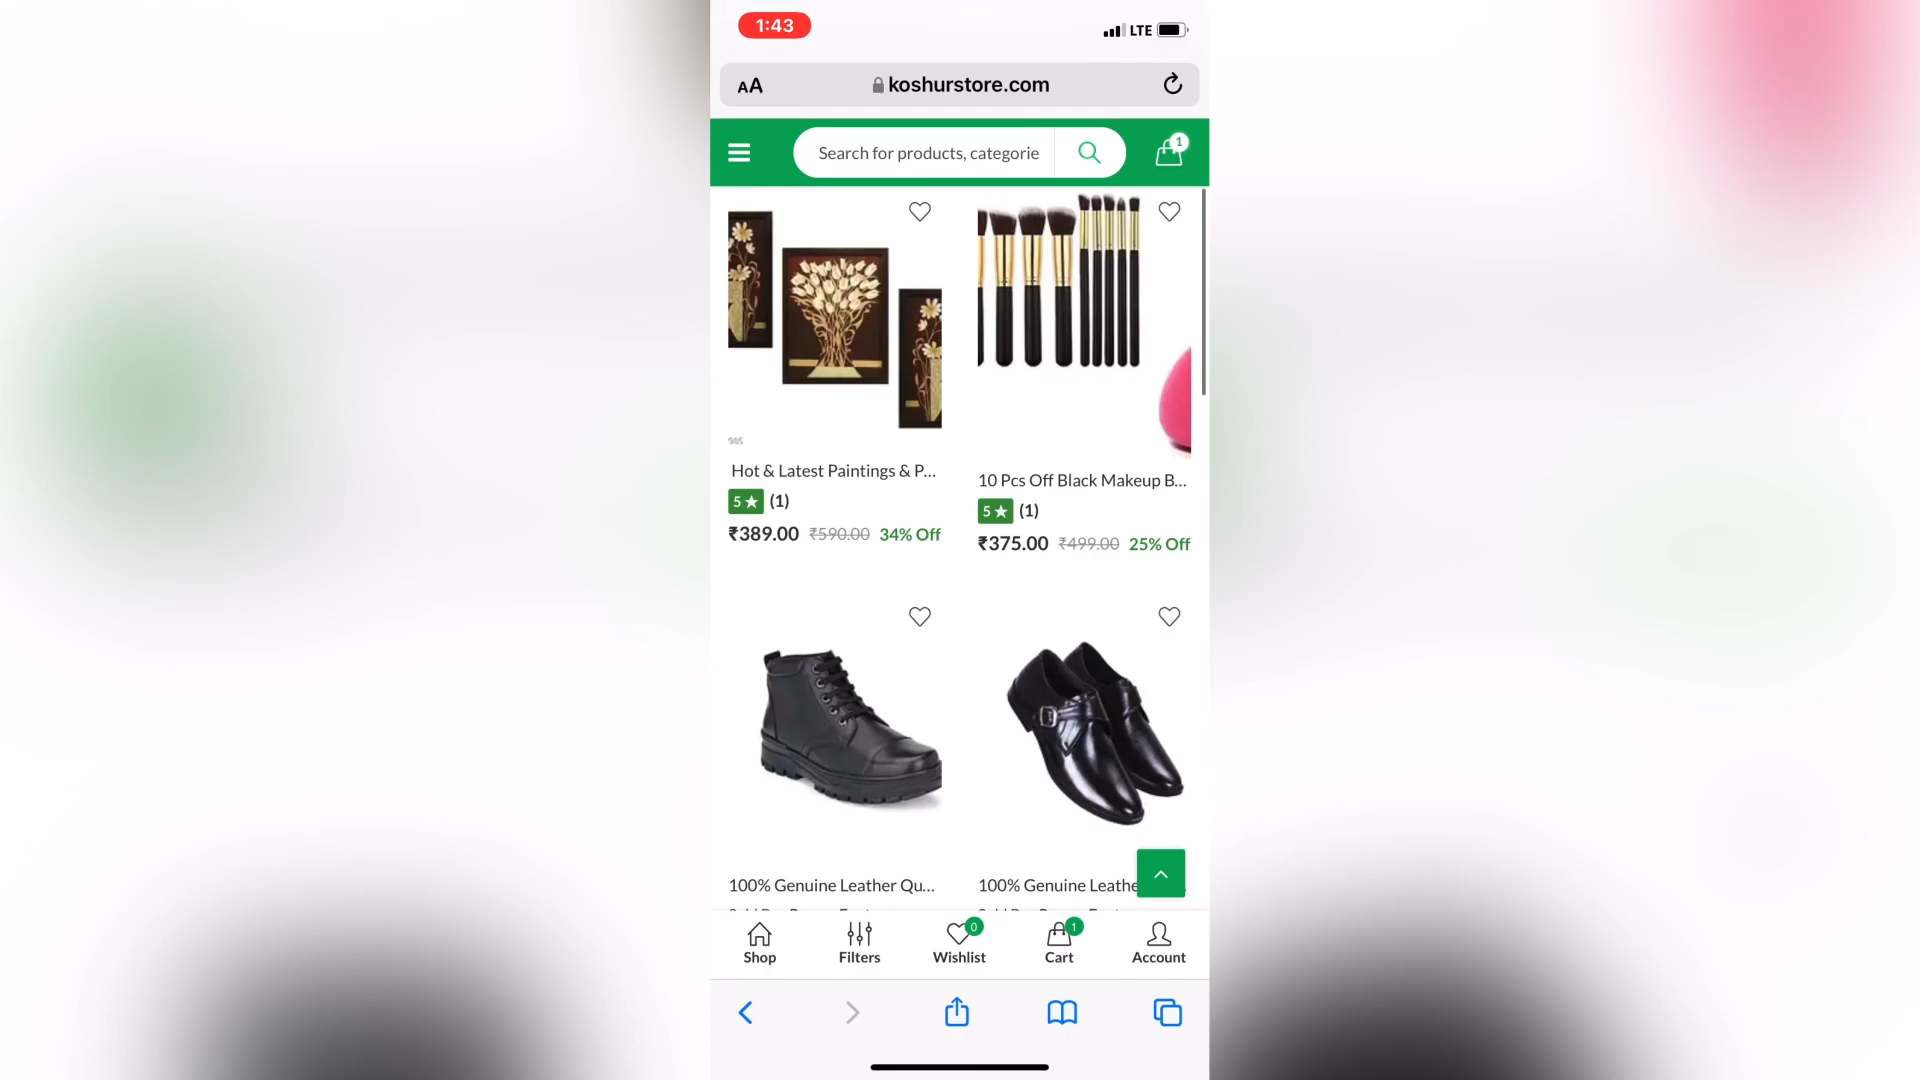 1:43
LTE
AA
koshurstore.com
Search for products, categorie
1
985
Hot & Latest Paintings & P...
5 ★ (1)
₹389.00 ₹590.00 34% Off
10 Pcs Off Black Makeup B...
5 ★ (1)
₹375.00 ₹499.00 25% Off
100% Genuine Leather Qu...
100% Genuine Leathe
0
1
Shop
Filters
Wishlist
Cart
Account